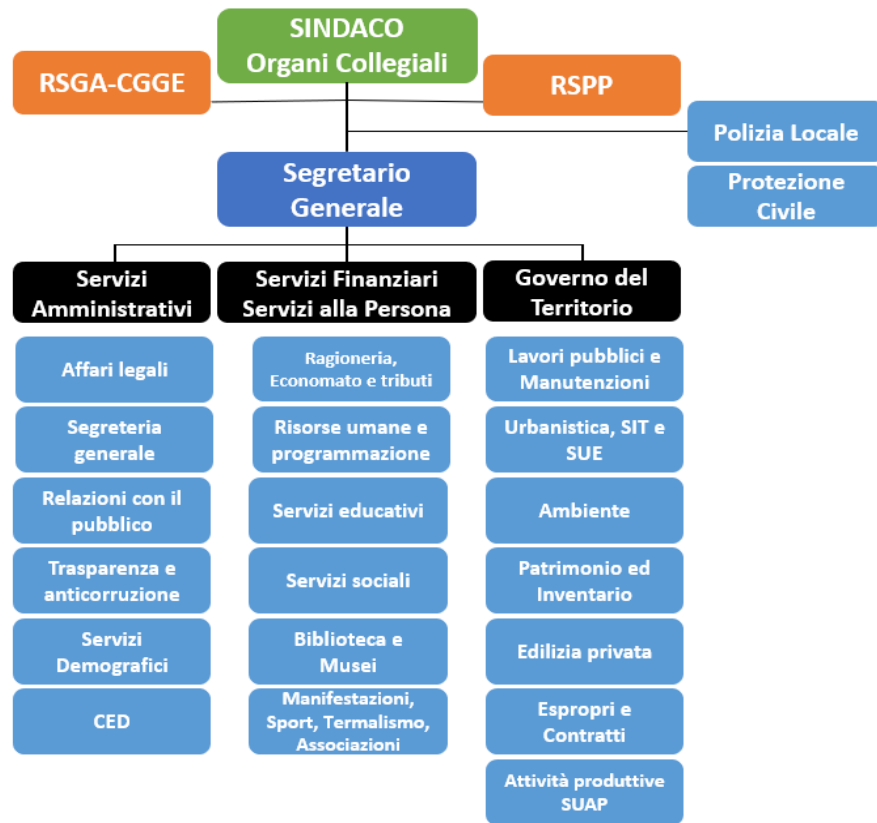 SINDACO
Organi Collegiali
RSGA-CGGE
RSPP
Polizia Locale
Protezione
Civile
Segretario
Generale
Servizi
Amministrativi
Servizi Finanziari
Servizi alla Persona
Governo del
Territorio
Affari legali
Segreteria
generale
Relazioni con il
pubblico
Trasparenza e
anticorruzione
Servizi
Demografici
CED
Ragioneria,
Economato e tributi
Risorse umane e
programmazione
Servizi educativi
Servizi sociali
Biblioteca e
Musei
Manifestazioni,
Sport, Termalismo,
Associazioni
Lavori pubblici e
Manutenzioni
Urbanistica, SIT e
SUE
Ambiente
Patrimonio ed
Inventario
Edilizia privata
Espropri e
Contratti
Attività produttive
SUAP